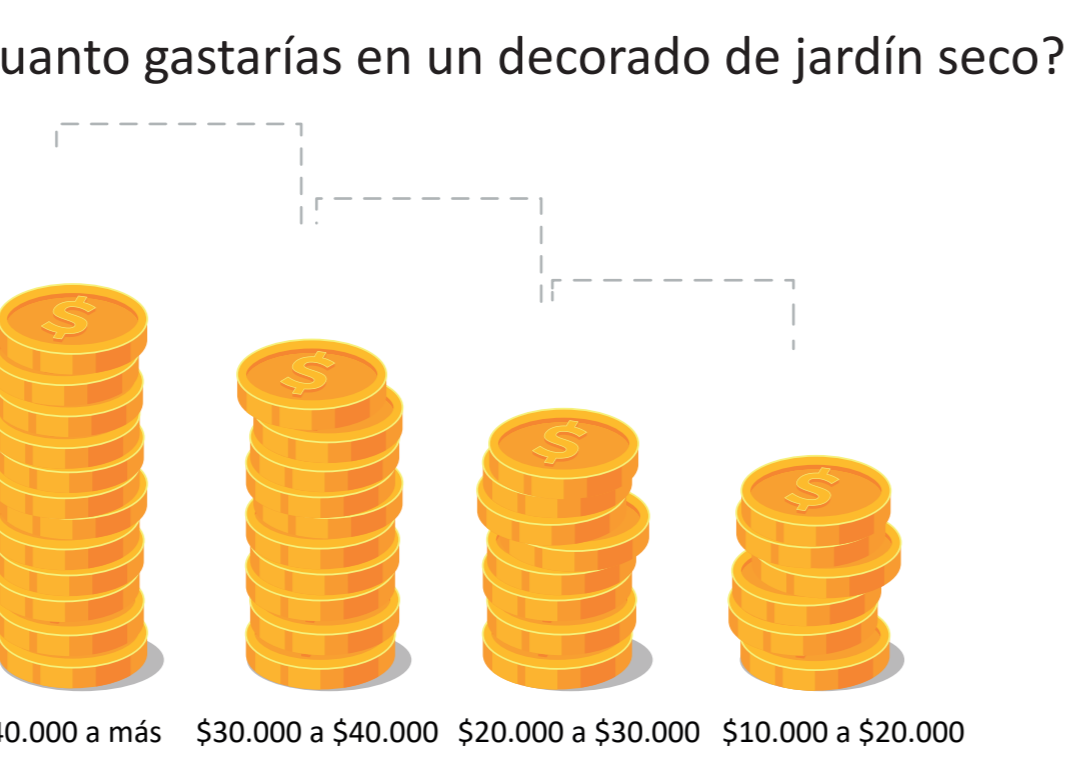 uanto gastarías en un decorado de jardín seco?
$ $ $ $
40.000 a más $30.000 a $40.000 $20.000 a $30.000 $10.000 a $20.000